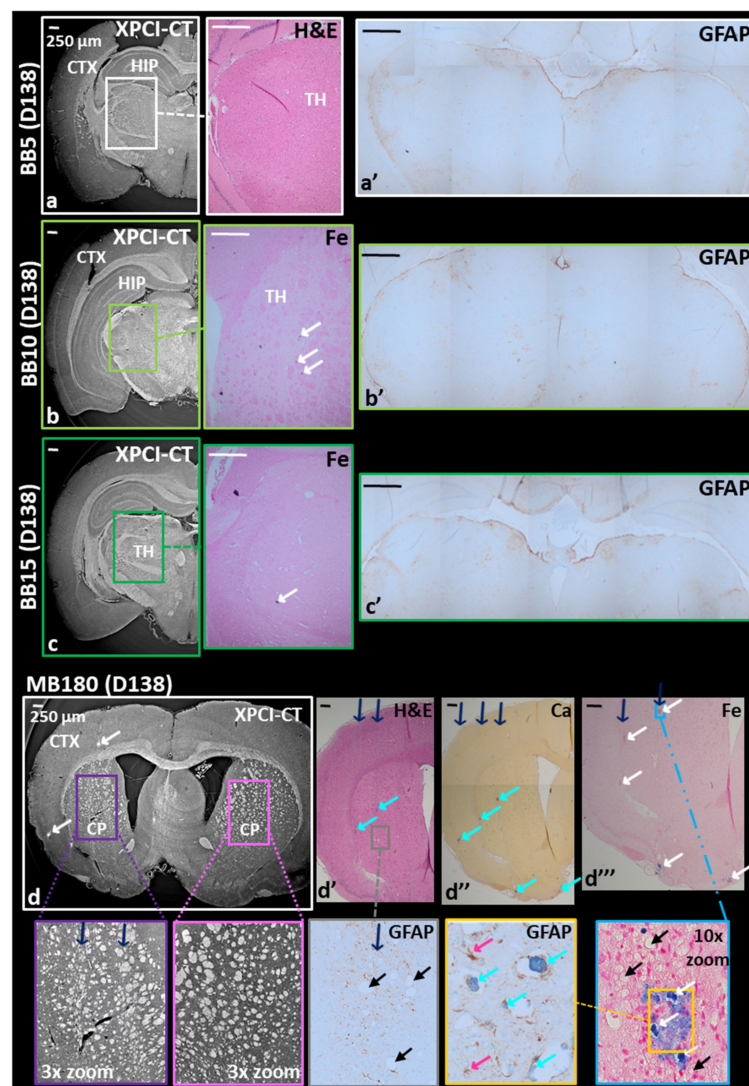 BB5 (D138)
250 µm
XPCI-CT
CTX
HIP
a
H&E
TH
GFAP
a'
BB10 (D138)
XPCI-CT
CTX
HIP
b
Fe
TH
GFAP
b'
BB15 (D138)
XPCI-CT
TH
c
Fe
GFAP
c'
MB180 (D138)
250 µm
XPCI-CT
CTX
CP
CP
d
H&E
d'
Ca
d''
Fe
d'''
3x zoom
3x zoom
GFAP
GFAP
10x
zoom